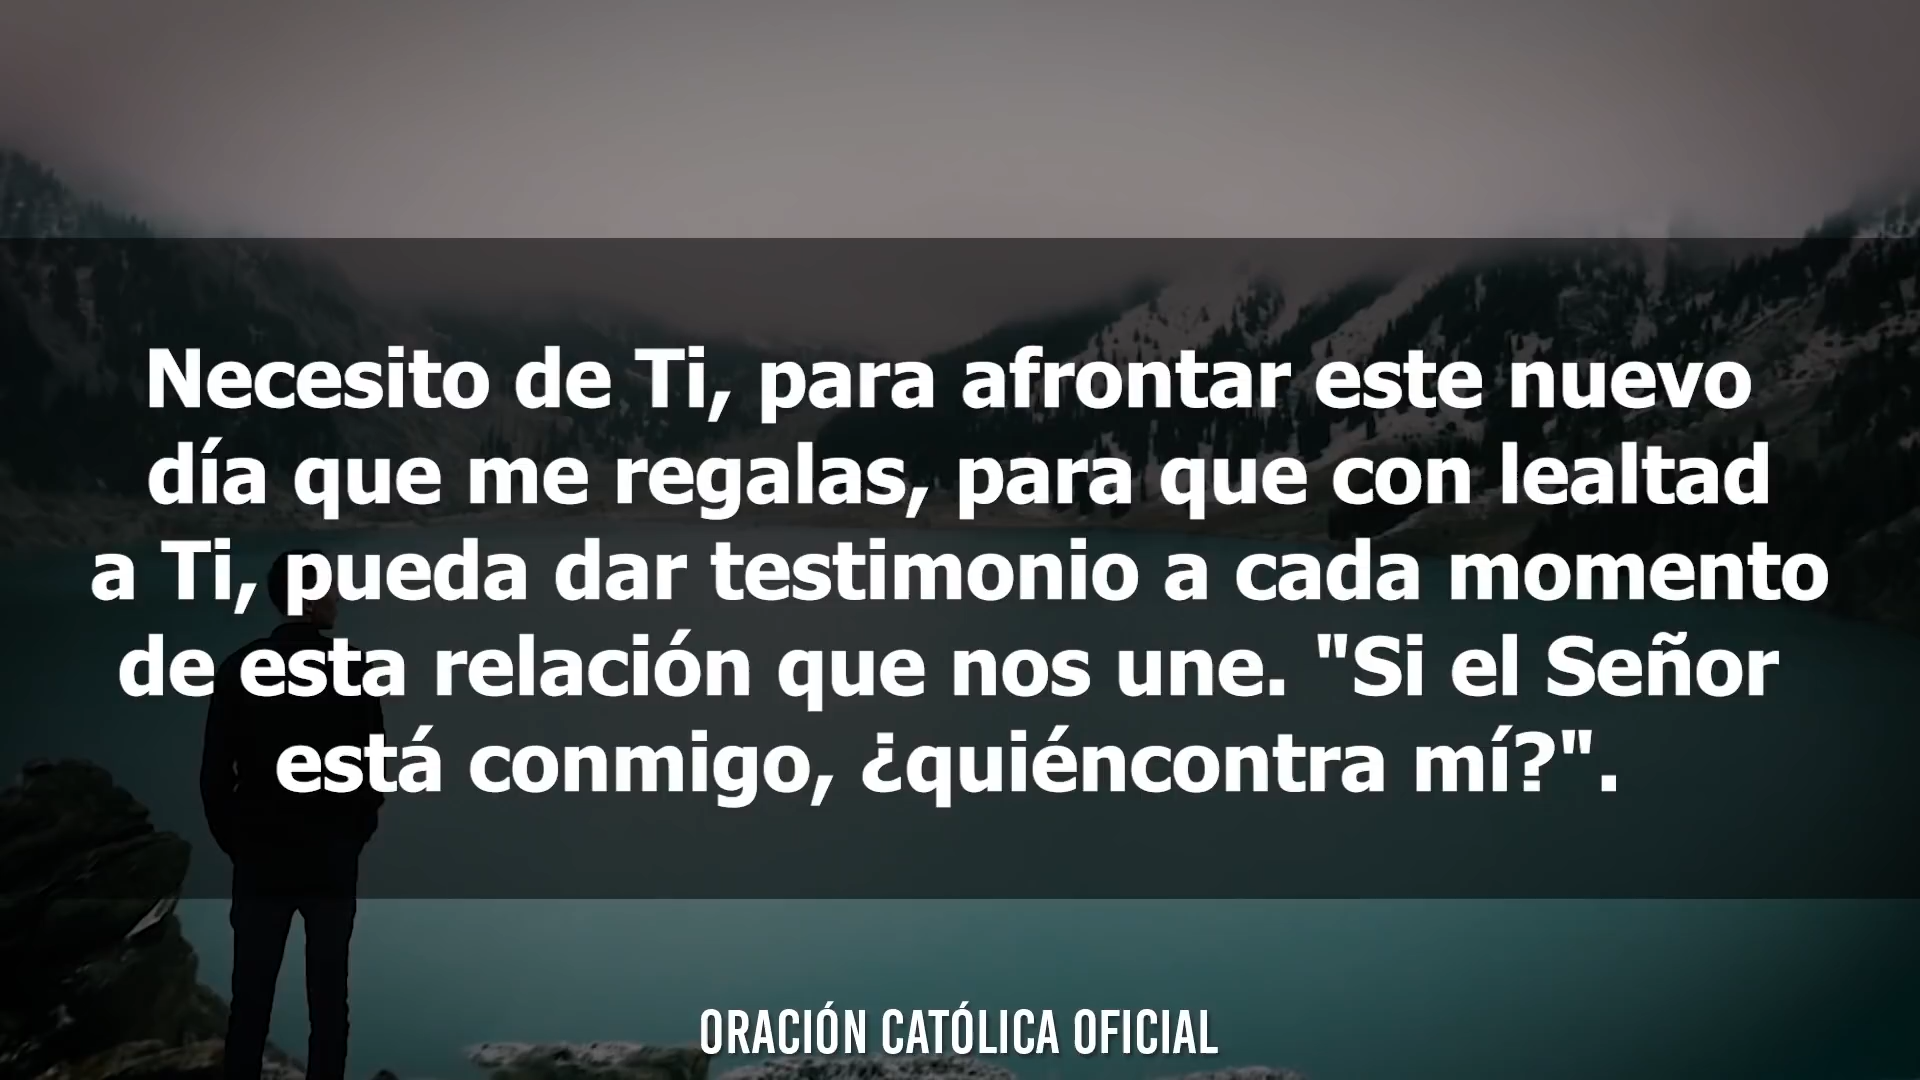 Necesito de Ti, para afrontar este nuevo
día que me regalas, para que con lealtad
a Ti, pueda dar testimonio a cada momento
de esta relación que nos une. "Si el Señor
está conmigo, ¿quiéncontra mí?".
ORACIÓN CATÓLICA OFICIAL